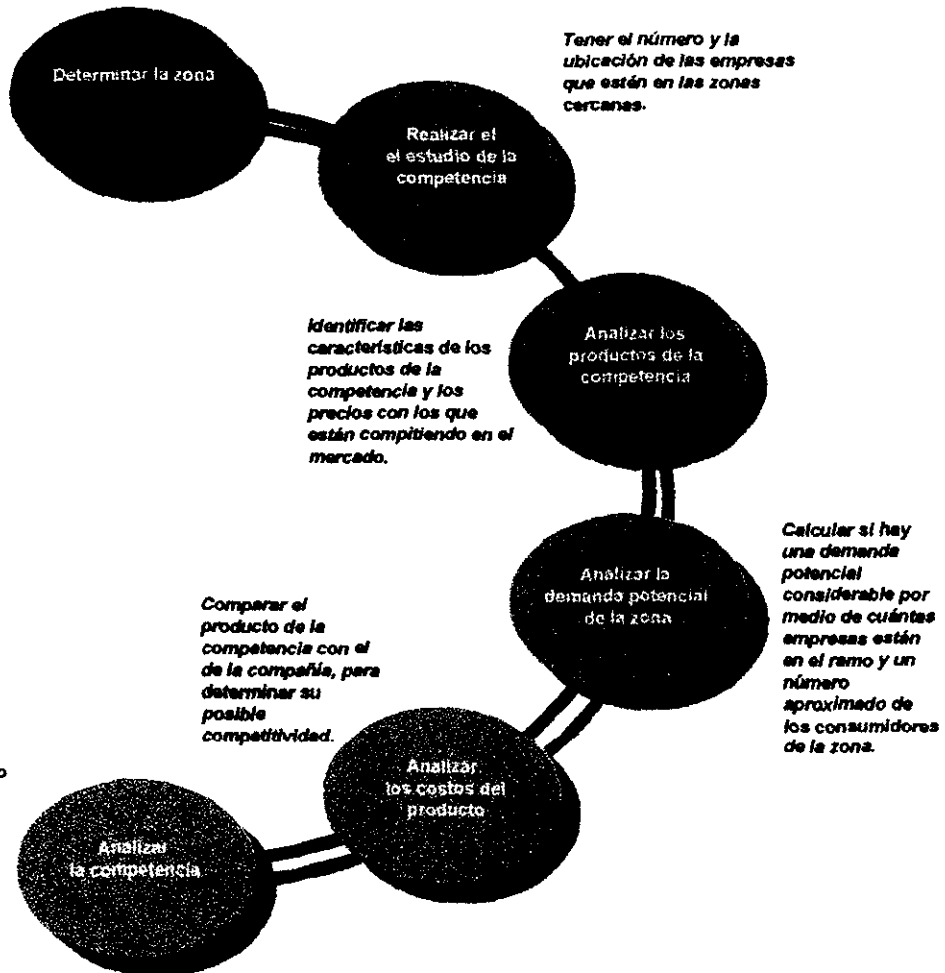 Determinar la zona
Tener el número y la
ubicación de las empresas
que están en las zonas
cercanas.
Realizar el
el estudio de la
competencia
Identificar las
características de los
productos de la
competencia y los
precios con los que
están compitiendo en el
mercado.
Analizar los
productos de la
competencia
Analizar la
demanda potencial
de la zona
Calcular si hay
una demanda
potencial
considerable por
medio de cuántas
empresas están
en el ramo y un
número
aproximado de
los consumidores
de la zona.
Comparar el
producto de la
competencia con el
de la compañía, para
determinar su
posible
competitividad.
Analizar
los costos del
producto
Analizar
la competencia